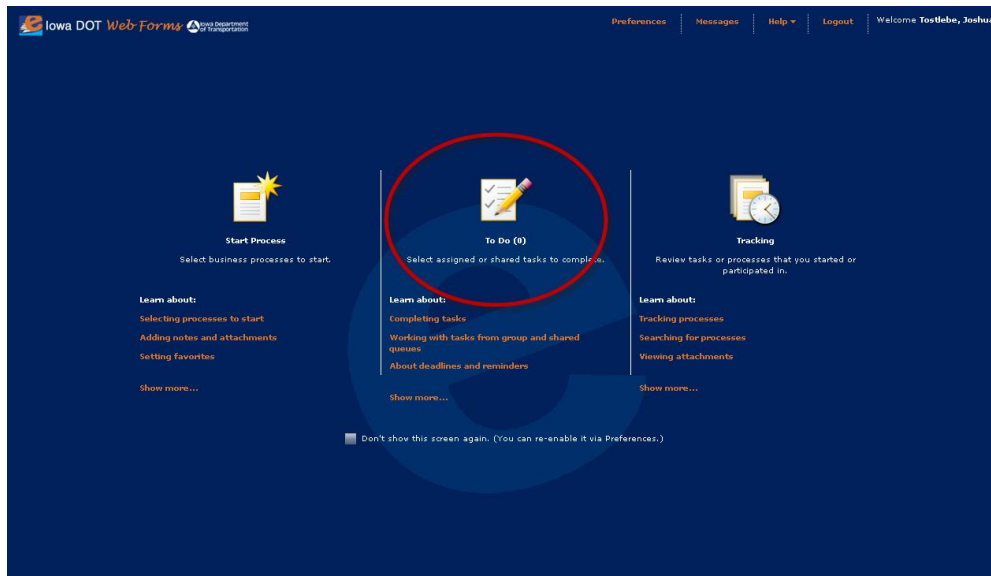 Iowa DOT Web Forms Iowa Department of Transportation
Preferences Messages Help Logout Welcome Tostlebe, Joshua
Start Process
Select business processes to start.
Learn about:
Selecting processes to start
Adding notes and attachments
Setting favorites
Show more...
To Do (0)
Select assigned or shared tasks to complete.
Learn about:
Completing tasks
Working with tasks from group and shared
queues
About deadlines and reminders
Show more...
Tracking
Review tasks or processes that you started or
participated in.
Learn about:
Tracking processes
Searching for processes
Viewing attachments
Show more...
Don't show this screen again. (You can re-enable it via Preferences.)